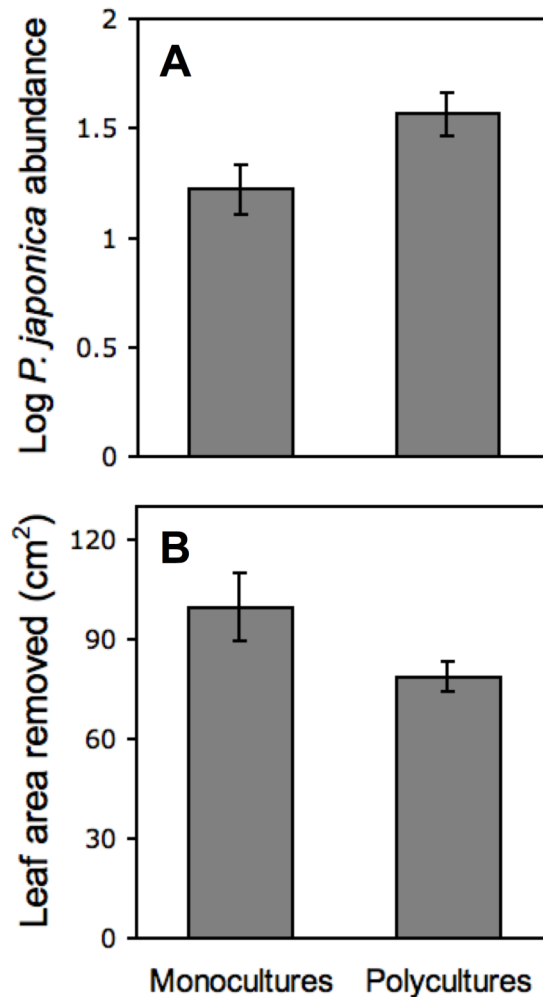 A
Log P. japonica abundance
2
1.5
1
0.5
0
B
Leaf area removed (cm²)
120
90
60
30
0
Monocultures Polycultures